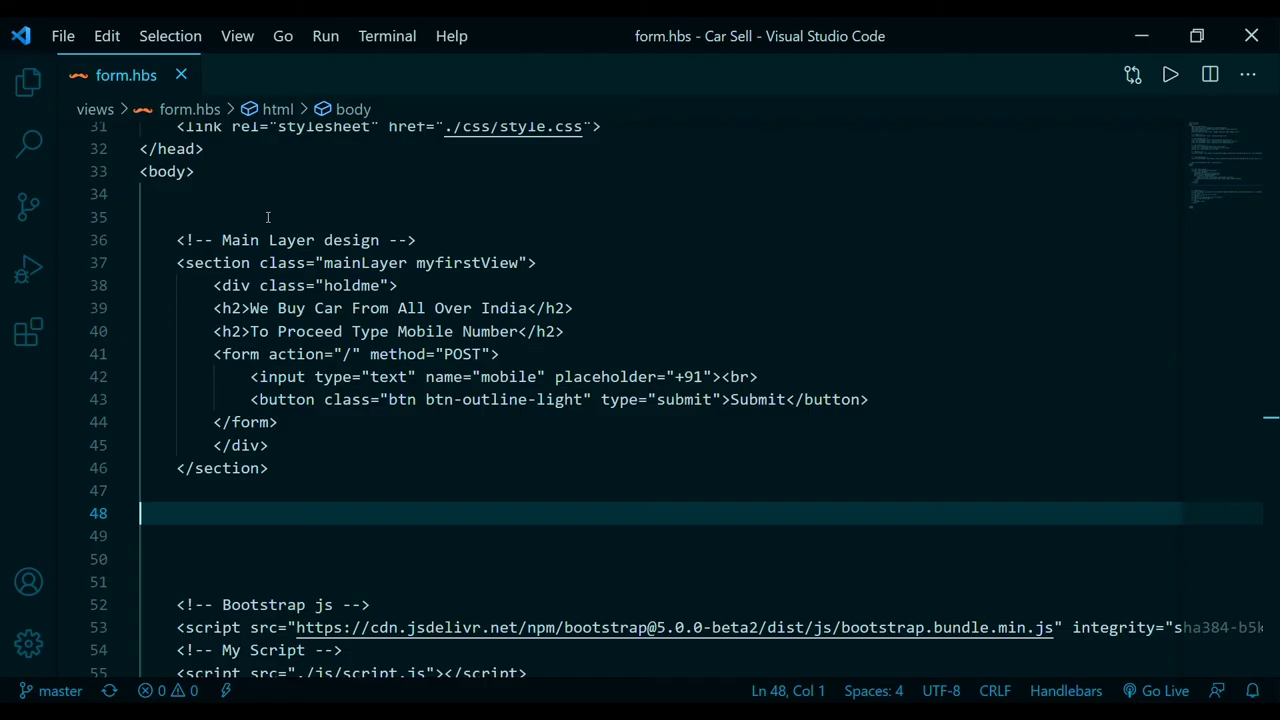 File Edit Selection View Go Run Terminal Help form.hbs - Car Sell - Visual Studio Code
form.hbs
views > form.hbs > html > body
31 <link rel="stylesheet" href="./css/style.css">
32 </head>
33 <body>
34
35
36 <!-- Main Layer design -->
37 <section class="mainLayer myfirstView">
38 <div class="holdme">
39 <h2>We Buy Car From All Over India</h2>
40 <h2>To Proceed Type Mobile Number</h2>
41 <form action="/" method="POST">
42 <input type="text" name="mobile" placeholder="+91"><br>
43 <button class="btn btn-outline-light" type="submit">Submit</button>
44 </form>
45 </div>
46 </section>
47
48
49
50
51
52 <!-- Bootstrap js -->
53 <script src="https://cdn.jsdelivr.net/npm/bootstrap@5.0.0-beta2/dist/js/bootstrap.bundle.min.js" integrity="sha384-b5k
54 <!-- My Script -->
55 <script src="./js/script.js"></script>
master 0 0 Ln 48, Col 1 Spaces: 4 UTF-8 CRLF Handlebars Go Live